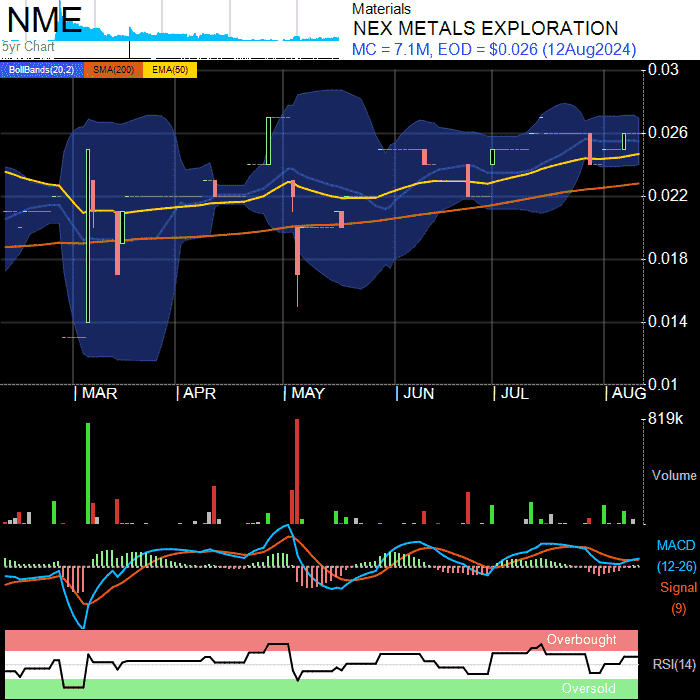 NME
5yr Chart
Materials
NEX METALS EXPLORATION
MC = 7.1M, EOD = $0.026 (12Aug2024)
BollBands(20,2) SMA(200) EMA(50)
0.03
0.026
0.022
0.018
0.014
0.01
MAR APR MAY JUN JUL AUG
819k
Volume
MACD
(12-26)
Signal
(9)
Overbought
RSI(14)
Oversold